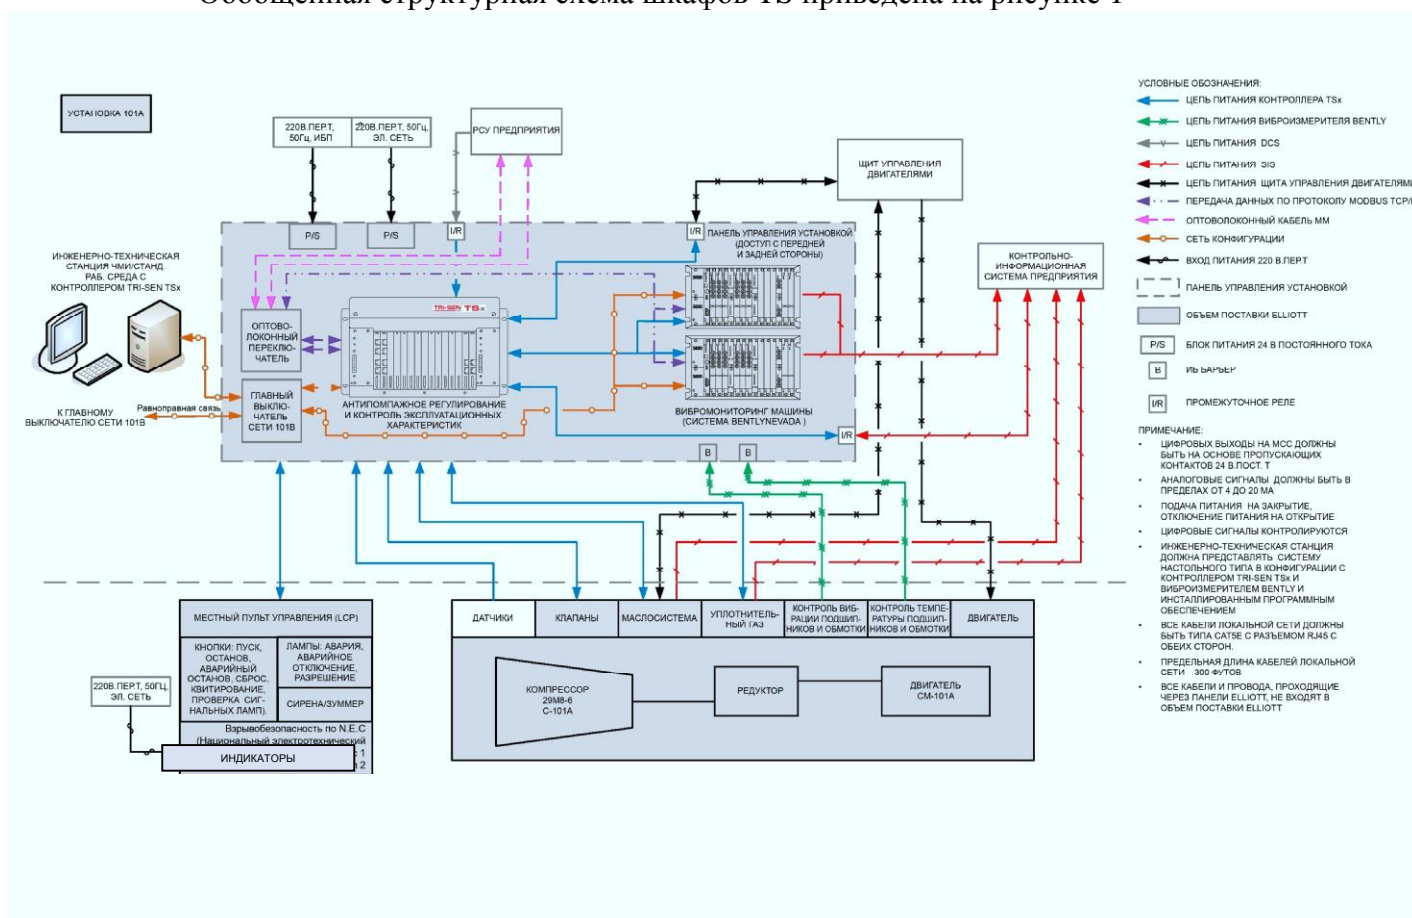 Обобщенная структурная схема шкафов TS приведена на рисунке 1
УСТАНОВКА 101А
220В.ПЕР.Т,
50Гц, ИБП
220В.ПЕР.Т, 50Гц,
ЭЛ. СЕТЬ
РСУ ПРЕДПРИЯТИЯ
ЩИТ УПРАВЛЕНИЯ
ДВИГАТЕЛЯМИ
P/S
P/S
I/R
I/R
ПАНЕЛЬ УПРАВЛЕНИЯ УСТАНОВКОЙ
(ДОСТУП С ПЕРЕДНЕЙ
И ЗАДНЕЙ СТОРОНЫ)
КОНТРОЛЬНО-
ИНФОРМАЦИОННАЯ
СИСТЕМА ПРЕДПРИЯТИЯ
ИНЖЕНЕРНО-ТЕХНИЧЕСКАЯ
СТАНЦИЯ ЧМИ/СТАНД.
РАБ. СРЕДА С
КОНТРОЛЛЕРОМ TRI-SEN TSx
TRI-SEN TSx
ОПТОВО-
ЛОКОННЫЙ
ПЕРЕКЛЮ-
ЧАТЕЛЬ
ГЛАВНЫЙ
ВЫКЛЮ-
ЧАТЕЛЬ
СЕТИ 101В
К ГЛАВНОМУ
ВЫКЛЮЧАТЕЛЮ СЕТИ 101В
Равноправная связь
АНТИПОМПАЖНОЕ РЕГУЛИРОВАНИЕ
И КОНТРОЛЬ ЭКСПЛУАТАЦИОННЫХ
ХАРАКТЕРИСТИК
ВИБРОМОНИТОРИНГ МАШИНЫ
(СИСТЕМА BENTLYNEVADA )
I/R
B
B
МЕСТНЫЙ ПУЛЬТ УПРАВЛЕНИЯ (LCP)
КНОПКИ: ПУСК,
ОСТАНОВ,
АВАРИЙНЫЙ
ОСТАНОВ, СБРОС,
КВИТИРОВАНИЕ,
ПРОВЕРКА СИГ-
НАЛЬНЫХ ЛАМП).
ЛАМПЫ: АВАРИЯ,
АВАРИЙНОЕ
ОТКЛЮЧЕНИЕ,
РАЗРЕШЕНИЕ
СИРЕНА/ЗУММЕР
Взрывобезопасность по N.E.C
(Национальный электротехнический
1
2
ИНДИКАТОРЫ
220В.ПЕР.Т, 50ГЦ,
ЭЛ. СЕТЬ
ДАТЧИКИ
КЛАПАНЫ
МАСЛОСИСТЕМА
УПЛОТНИТЕЛЬ-
НЫЙ ГАЗ
КОНТРОЛЬ ВИБ-
РАЦИИ ПОДШИП-
НИКОВ И ОБМОТКИ
КОНТРОЛЬ ТЕМПЕ-
РАТУРЫ ПОДШИП-
НИКОВ И ОБМОТКИ
ДВИГАТЕЛЬ
КОМПРЕССОР
29M8-6
C-101A
РЕДУКТОР
ДВИГАТЕЛЬ
CM-101A
УСЛОВНЫЕ ОБОЗНАЧЕНИЯ:
ЦЕПЬ ПИТАНИЯ КОНТРОЛЛЕРА TSx
ЦЕПЬ ПИТАНИЯ ВИБРОИЗМЕРИТЕЛЯ BENTLY
ЦЕПЬ ПИТАНИЯ DCS
ЦЕПЬ ПИТАНИЯ ЭІЭ
ЦЕПЬ ПИТАНИЯ ЩИТА УПРАВЛЕНИЯ ДВИГАТЕЛЯМИ
ПЕРЕДАЧА ДАННЫХ ПО ПРОТОКОЛУ MODBUS TCP/I
ОПТОВОЛОКОННЫЙ КАБЕЛЬ ММ
СЕТЬ КОНФИГУРАЦИИ
ВХОД ПИТАНИЯ 220 В.ПЕР.Т
ПАНЕЛЬ УПРАВЛЕНИЯ УСТАНОВКОЙ
ОБЪЕМ ПОСТАВКИ ELLIOTT
P/S БЛОК ПИТАНИЯ 24 В ПОСТОЯННОГО ТОКА
B ИБ БАРЬЕР
I/R ПРОМЕЖУТОЧНОЕ РЕЛЕ
ПРИМЕЧАНИЕ:
• ЦИФРОВЫХ ВЫХОДЫ НА МСС ДОЛЖНЫ
БЫТЬ НА ОСНОВЕ ПРОПУСКАЮЩИХ
КОНТАКТОВ 24 В.ПОСТ. Т
• АНАЛОГОВЫЕ СИГНАЛЫ ДОЛЖНЫ БЫТЬ В
ПРЕДЕЛАХ ОТ 4 ДО 20 МА
• ПОДАЧА ПИТАНИЯ НА ЗАКРЫТИЕ,
ОТКЛЮЧЕНИЕ ПИТАНИЯ НА ОТКРЫТИЕ
• ЦИФРОВЫЕ СИГНАЛЫ КОНТРОЛИРУЮТСЯ
• ИНЖЕНЕРНО-ТЕХНИЧЕСКАЯ СТАНЦИЯ
ДОЛЖНА ПРЕДСТАВЛЯТЬ СИСТЕМУ
НАСТОЛЬНОГО ТИПА В КОНФИГУРАЦИИ С
КОНТРОЛЛЕРОМ TRI-SEN TSx И
ВИБРОИЗМЕРИТЕЛЕМ BENTLY И
ИНСТАЛЛИРОВАННЫМ ПРОГРАММНЫМ
ОБЕСПЕЧЕНИЕМ
• ВСЕ КАБЕЛИ ЛОКАЛЬНОЙ СЕТИ ДОЛЖНЫ
БЫТЬ ТИПА CAT5E С РАЗЪЕМОМ RJ45 С
ОБЕИХ СТОРОН.
• ПРЕДЕЛЬНАЯ ДЛИНА КАБЕЛЕЙ ЛОКАЛЬНОЙ
СЕТИ 300 ФУТОВ
• ВСЕ КАБЕЛИ И ПРОВОДА, ПРОХОДЯЩИЕ
ЧЕРЕЗ ПАНЕЛИ ELLIOTT, НЕ ВХОДЯТ В
ОБЪЕМ ПОСТАВКИ ELLIOTT